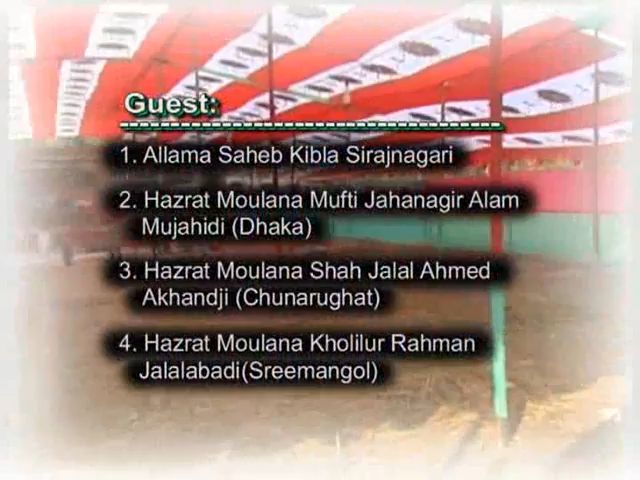 Guest:
1. Allama Saheb Kibla Sirajnagari
2. Hazrat Moulana Mufti Jahanagir Alam
Mujahidi (Dhaka)
3. Hazrat Moulana Shah Jalal Ahmed
Akhandji (Chunarughat)
4. Hazrat Moulana Kholilur Rahman
Jalalabadi(Sreemangol)